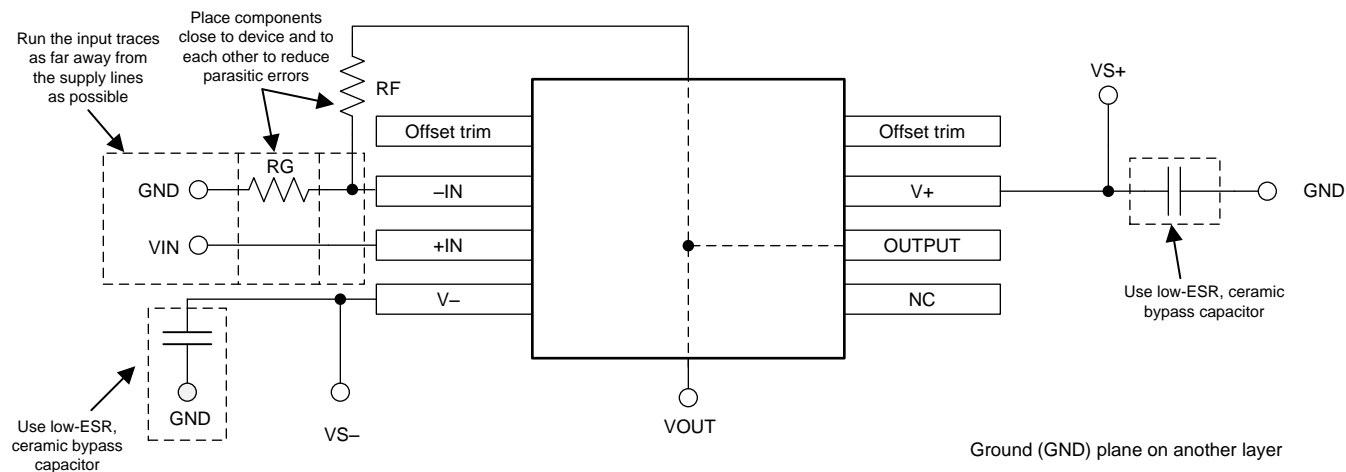 Run the input traces
as far away from
the supply lines
as possible
Place components
close to device and to
each other to reduce
parasitic errors
RF
VS+
Offset trim
Offset trim
RG
GND
–IN
V+
GND
VIN
+IN
OUTPUT
V–
NC
Use low-ESR, ceramic
bypass capacitor
GND
VS–
VOUT
Use low-ESR,
ceramic bypass
capacitor
Ground (GND) plane on another layer